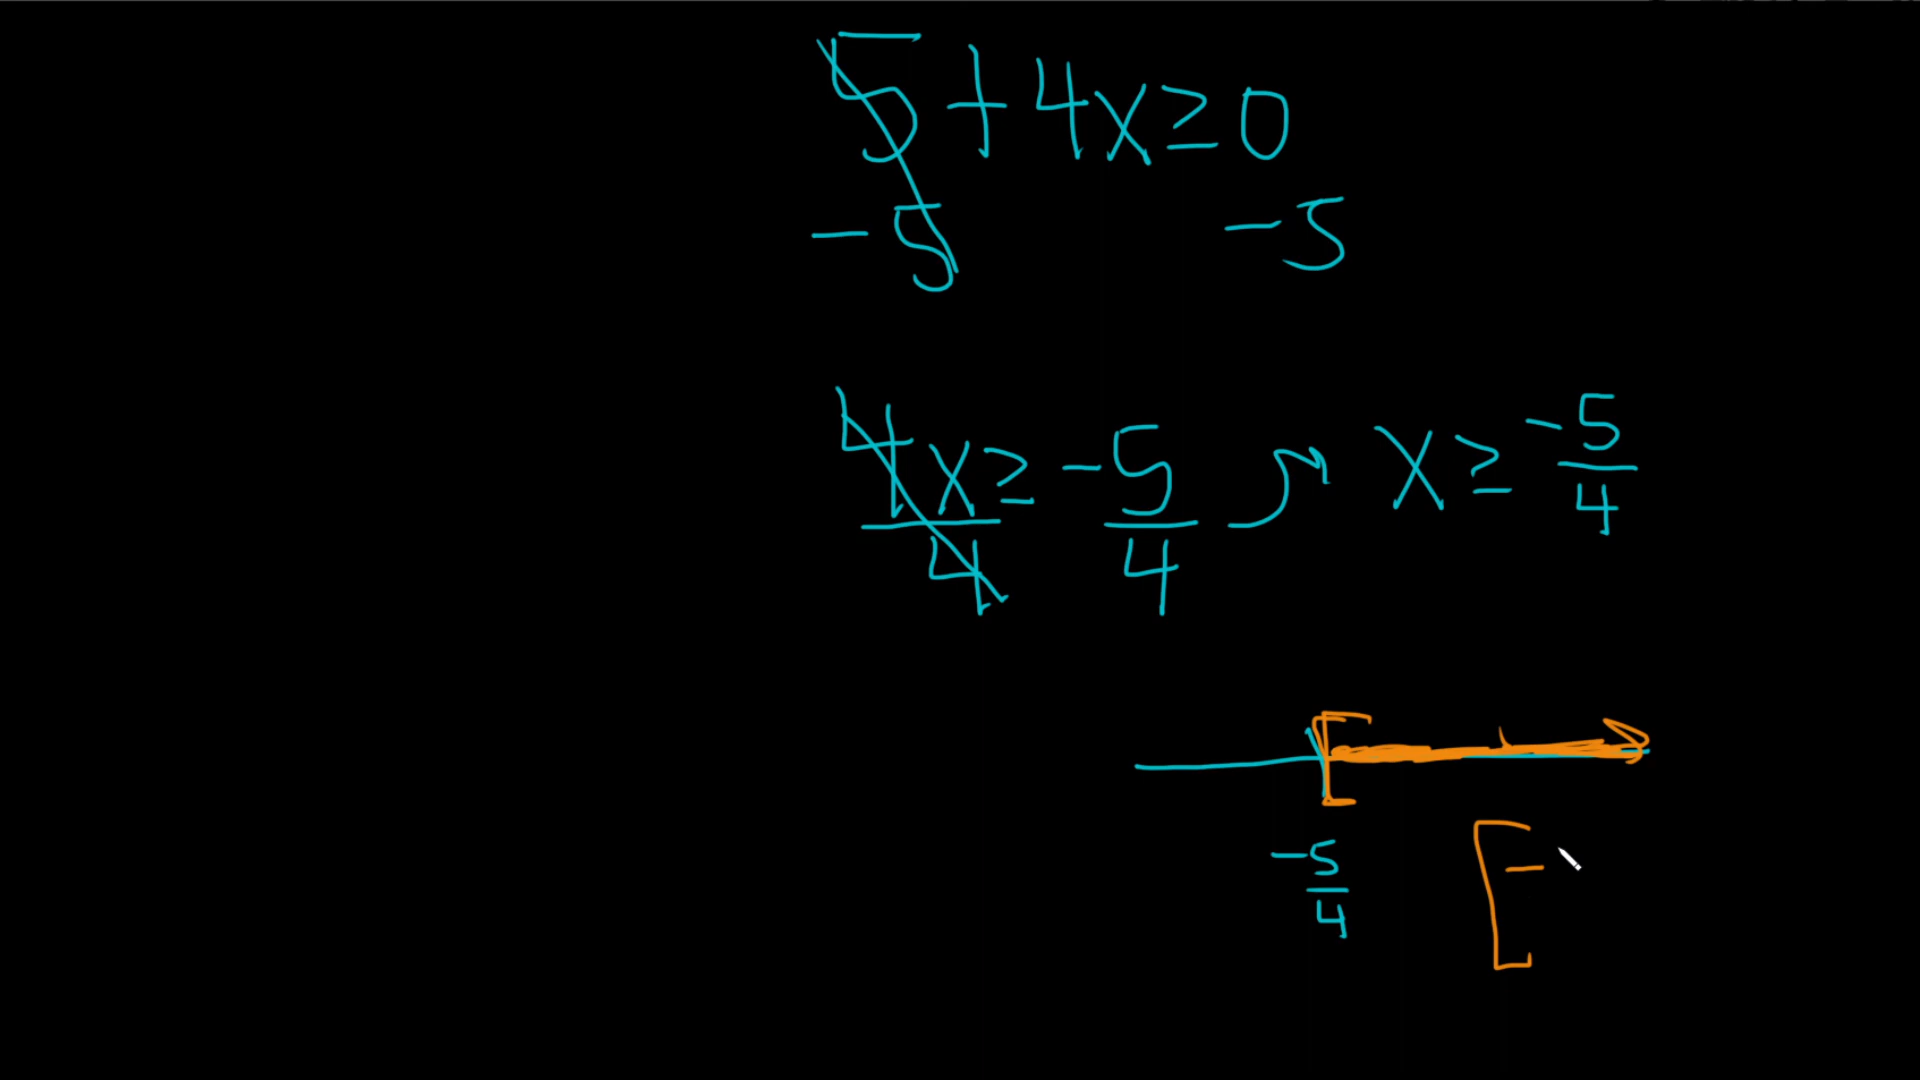 5 + 4x ≥ 0
- 5 - 5
4x/4 ≥ -5/4 x ≥ -5/4
-5/4
[ -